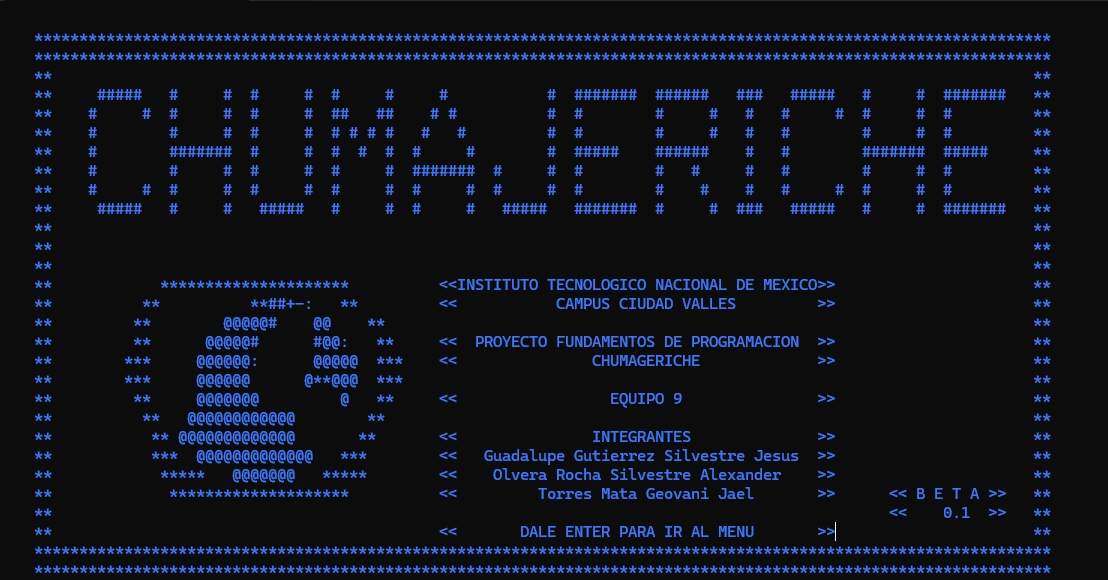 CHUMAJERICHE
<<INSTITUTO TECNOLOGICO NACIONAL DE MEXICO>>
<< CAMPUS CIUDAD VALLES >>
<< PROYECTO FUNDAMENTOS DE PROGRAMACION >>
<< CHUMAGERICHE >>
<< EQUIPO 9 >>
<< INTEGRANTES >>
<< Guadalupe Gutierrez Silvestre Jesus >>
<< Olvera Rocha Silvestre Alexander >>
<< Torres Mata Geovani Jael >>
<< B E T A >>
<< 0.1 >>
<< DALE ENTER PARA IR AL MENU >>